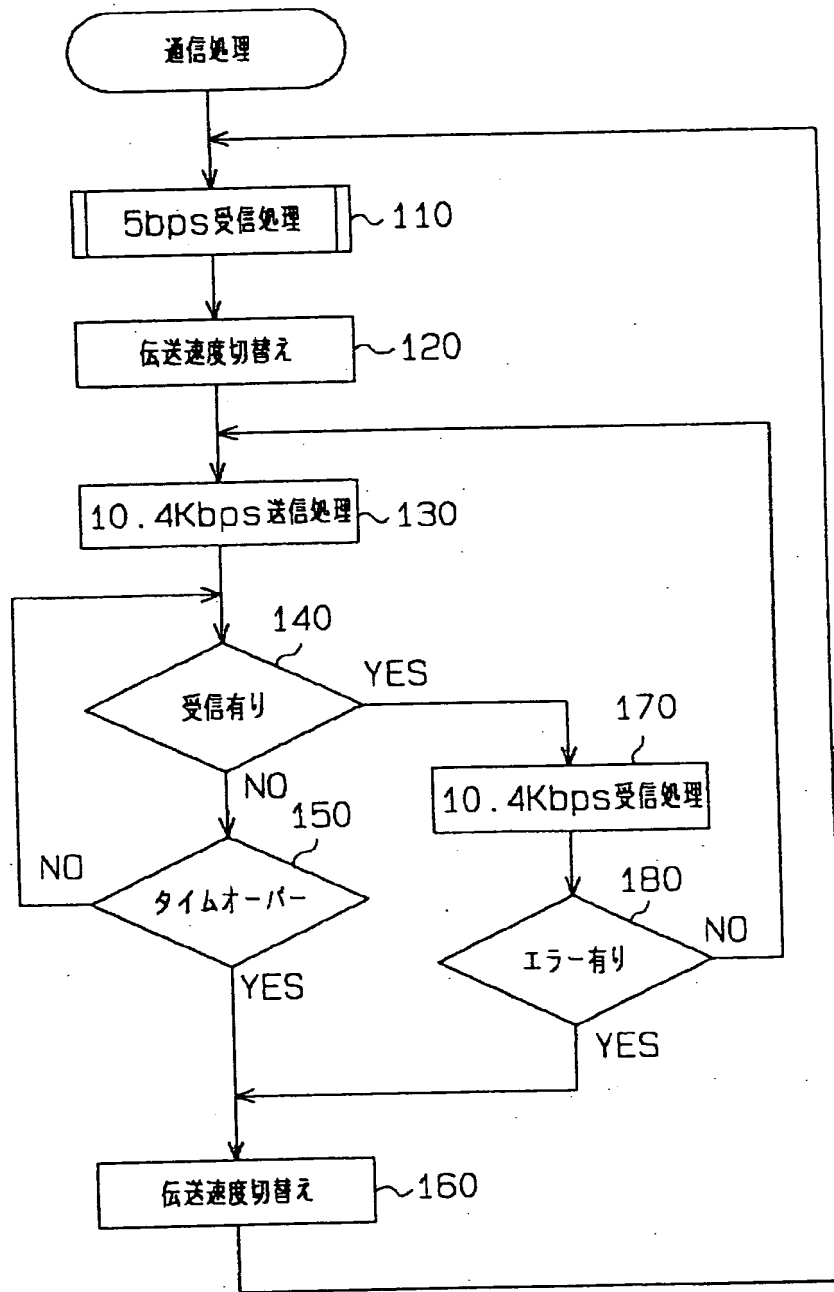 通信処理
5bps受信処理
110
伝送速度切替え
120
10.4Kbps送信処理
130
140
受信有り
YES
NO
170
10.4Kbps受信処理
150
タイムオーバー
NO
YES
180
エラー有り
NO
YES
伝送速度切替え
160